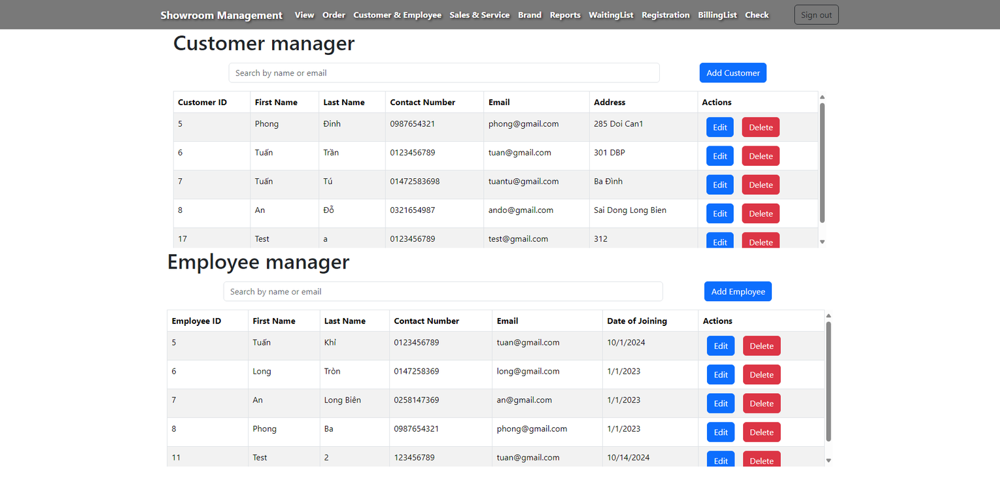 Showroom Management View Order Customer & Employee Sales & Service Brand Reports WaitingList Registration BillingList Check Sign out
Customer manager
Search by name or email Add Customer
Customer ID First Name Last Name Contact Number Email Address Actions
5 Phong Đinh 0987654321 phong@gmail.com 285 Doi Can1 Edit Delete
6 Tuấn Trần 0123456789 tuan@gmail.com 301 DBP Edit Delete
7 Tuấn Tú 01472583698 tuantu@gmail.com Ba Đình Edit Delete
8 An Đỗ 0321654987 ando@gmail.com Sai Dong Long Bien Edit Delete
17 Test a 0123456789 test@gmail.com 312 Edit Delete
Employee manager
Search by name or email Add Employee
Employee ID First Name Last Name Contact Number Email Date of Joining Actions
5 Tuấn Khỉ 0123456789 tuan@gmail.com 10/1/2024 Edit Delete
6 Long Tròn 0147258369 long@gmail.com 1/1/2023 Edit Delete
7 An Long Biên 0258147369 an@gmail.com 1/1/2023 Edit Delete
8 Phong Ba 0987654321 phong@gmail.com 1/1/2023 Edit Delete
11 Test 2 123456789 tuan@gmail.com 10/14/2024 Edit Delete